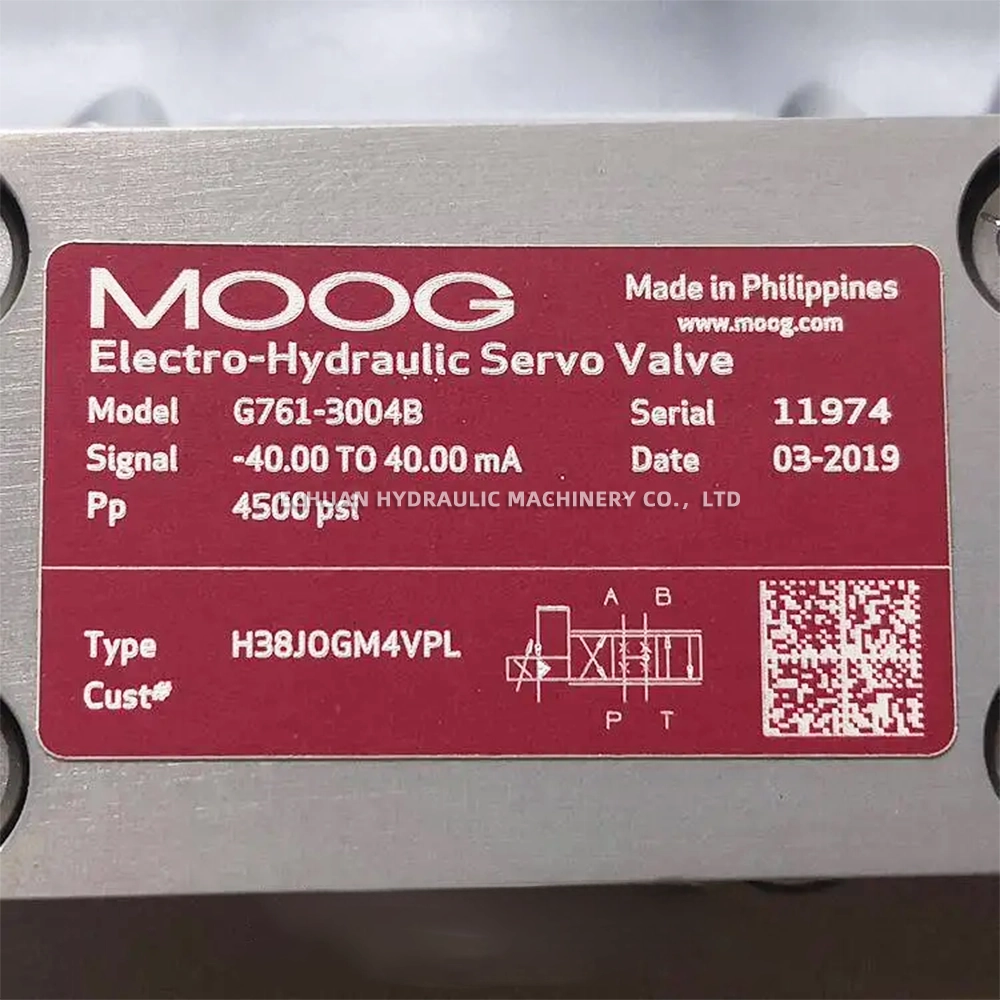 MOOG
Made in Philippines
www.moog.com
Electro-Hydraulic Servo Valve
Model G761-3004B Serial 11974
Signal -40.00 TO 40.00 mA Date 03-2019
Pp 4500 psi
HYDRAULIC MACHINERY CO., LTD
A B
Type H38JOGM4VPL
Cust#
P T